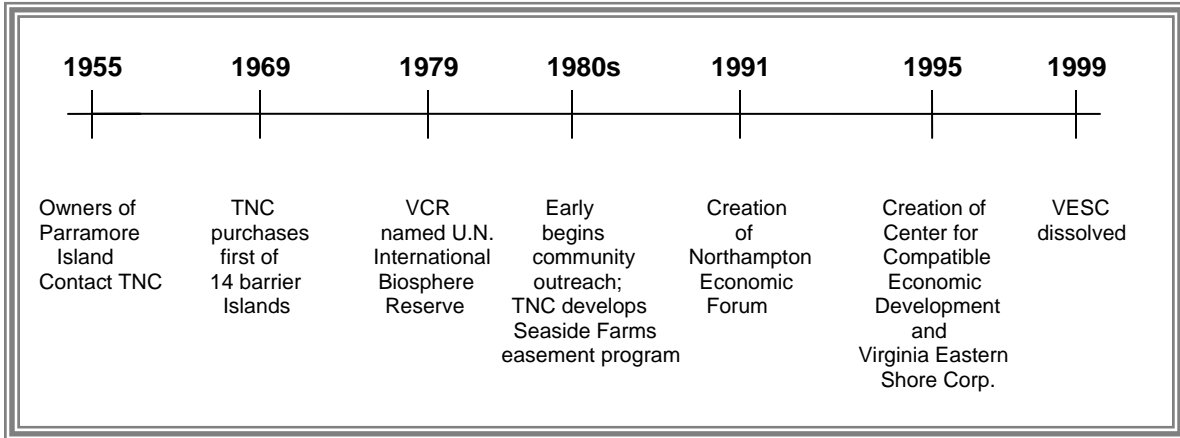 1955 1969 1979 1980s 1991 1995 1999
Owners of
Parramore
Island
Contact TNC
TNC
purchases
first of
14 barrier
Islands
VCR
named U.N.
International
Biosphere
Reserve
Early
begins
community
outreach;
TNC develops
Seaside Farms
easement program
Creation
of
Northampton
Economic
Forum
Creation of
Center for
Compatible
Economic
Development
and
Virginia Eastern
Shore Corp.
VESC
dissolved